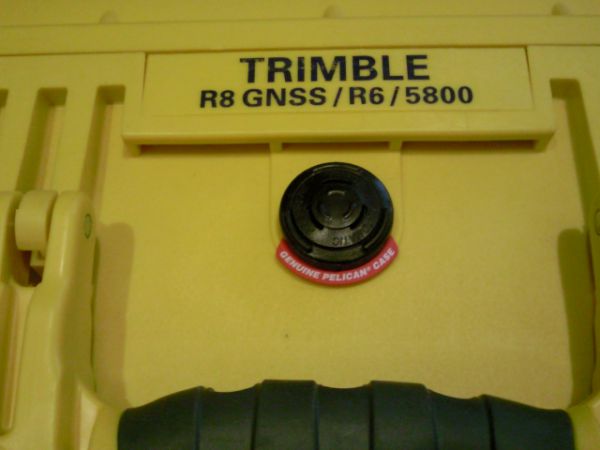 TRIMBLE
R8 GNSS / R6 / 5800
GENUINE PELICAN® CASE